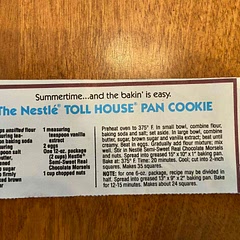 Summertime...and the bakin' is easy.
The Nestlé® TOLL HOUSE® PAN COOKIE
unsifted flour
1 measuring
teaspoon vanilla
extract
2 eggs
One 12-oz. package
(2 cups) Nestlé®
Semi-Sweet Real
Chocolate Morsels
1 cup chopped nuts
Preheat oven to 375° F. In small bowl, combine flour,
baking soda and salt; set aside. In large bowl, combine
butter, sugar, brown sugar and vanilla extract; beat until
creamy. Beat in eggs. Gradually add flour mixture; mix
well. Stir in Nestlé Semi-Sweet Real Chocolate Morsels
and nuts. Spread into greased 15" x 10" x 1" baking pan.
Bake at: 375° F. Time: 20 minutes. Cool; cut into 2-inch
squares. Makes 35 squares.
NOTE: for one 6-oz. package, recipe may be divided in
half. Spread into greased 13" x 9" x 2" baking pan. Bake
for 12-15 minutes. Makes about 24 squares.